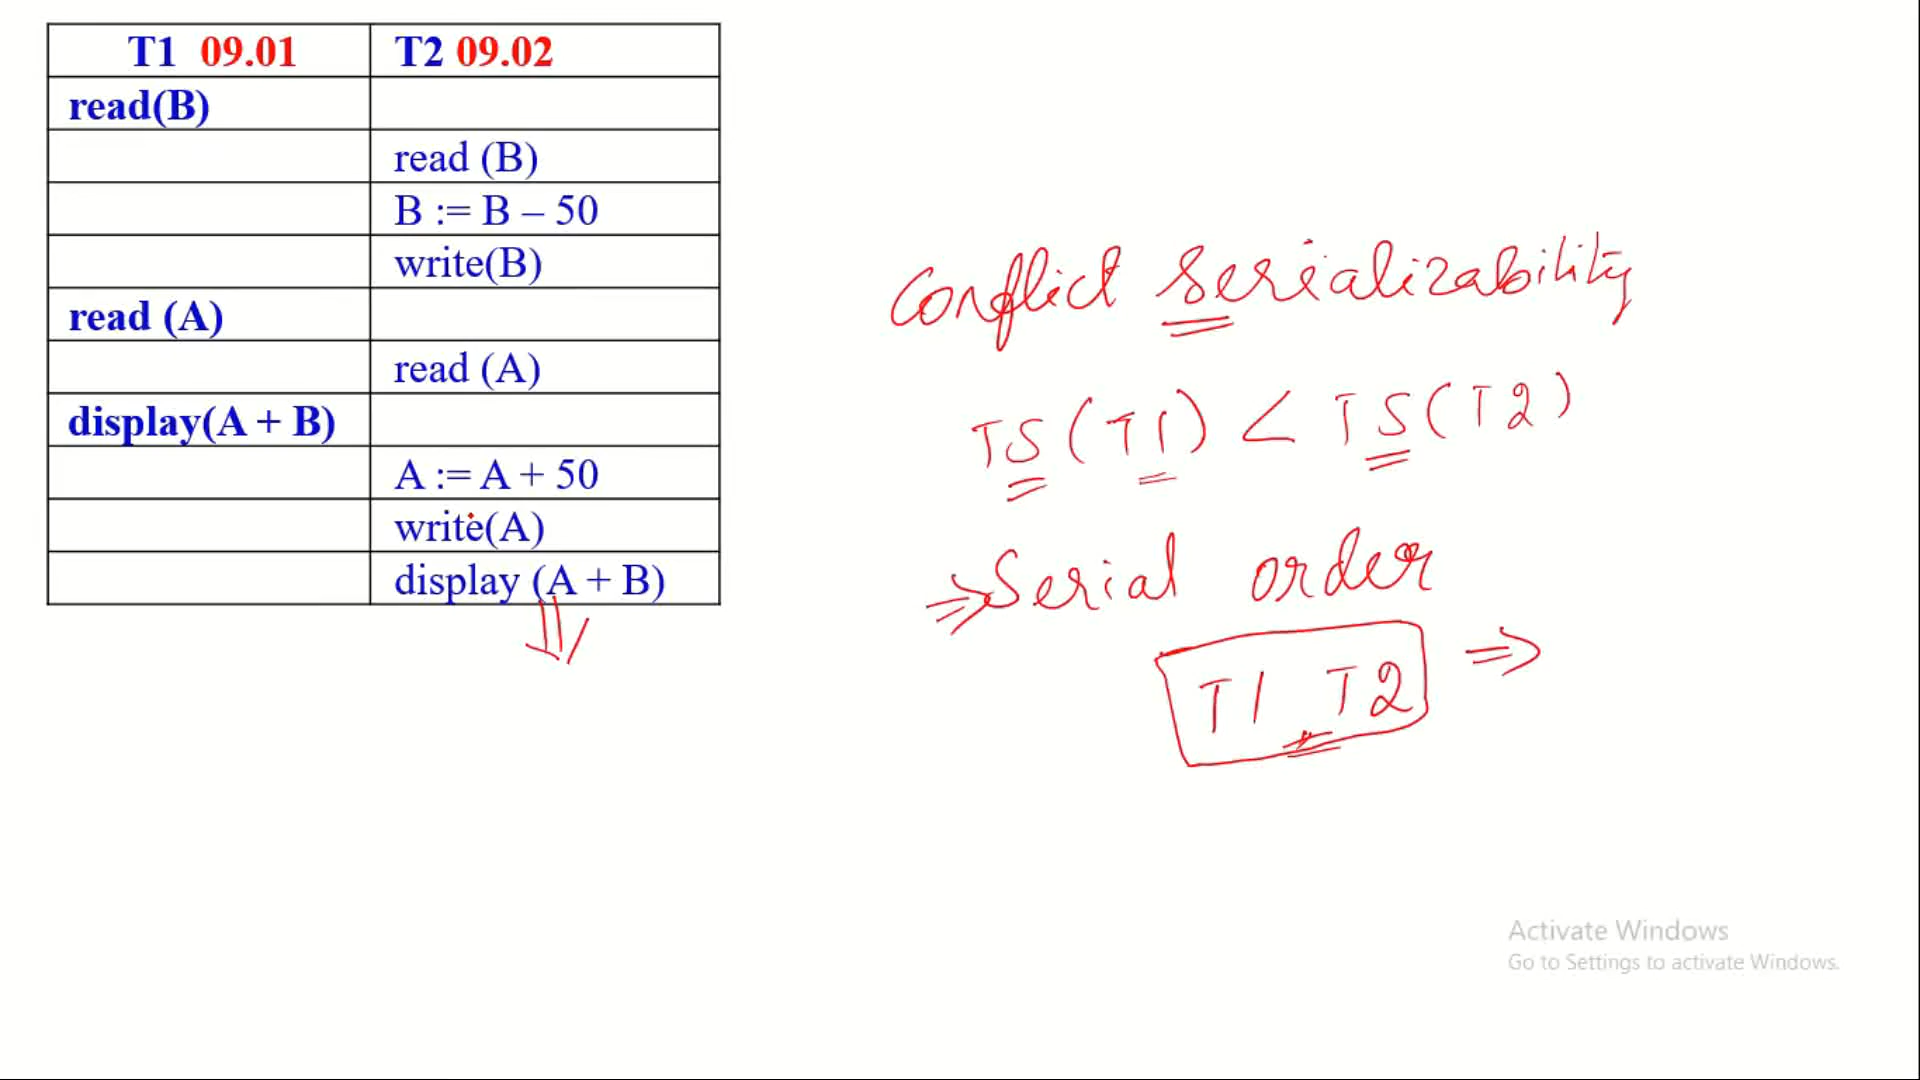 T1 09.01 T2 09.02
read(B)
read (B)
B := B – 50
write(B)
read (A)
read (A)
display(A + B)
A := A + 50
write(A)
display (A + B)
Conflict Serializability
TS(T1) < TS(T2)
⇒ Serial order
T1 T2 ⇒
Activate Windows
Go to Settings to activate Windows.